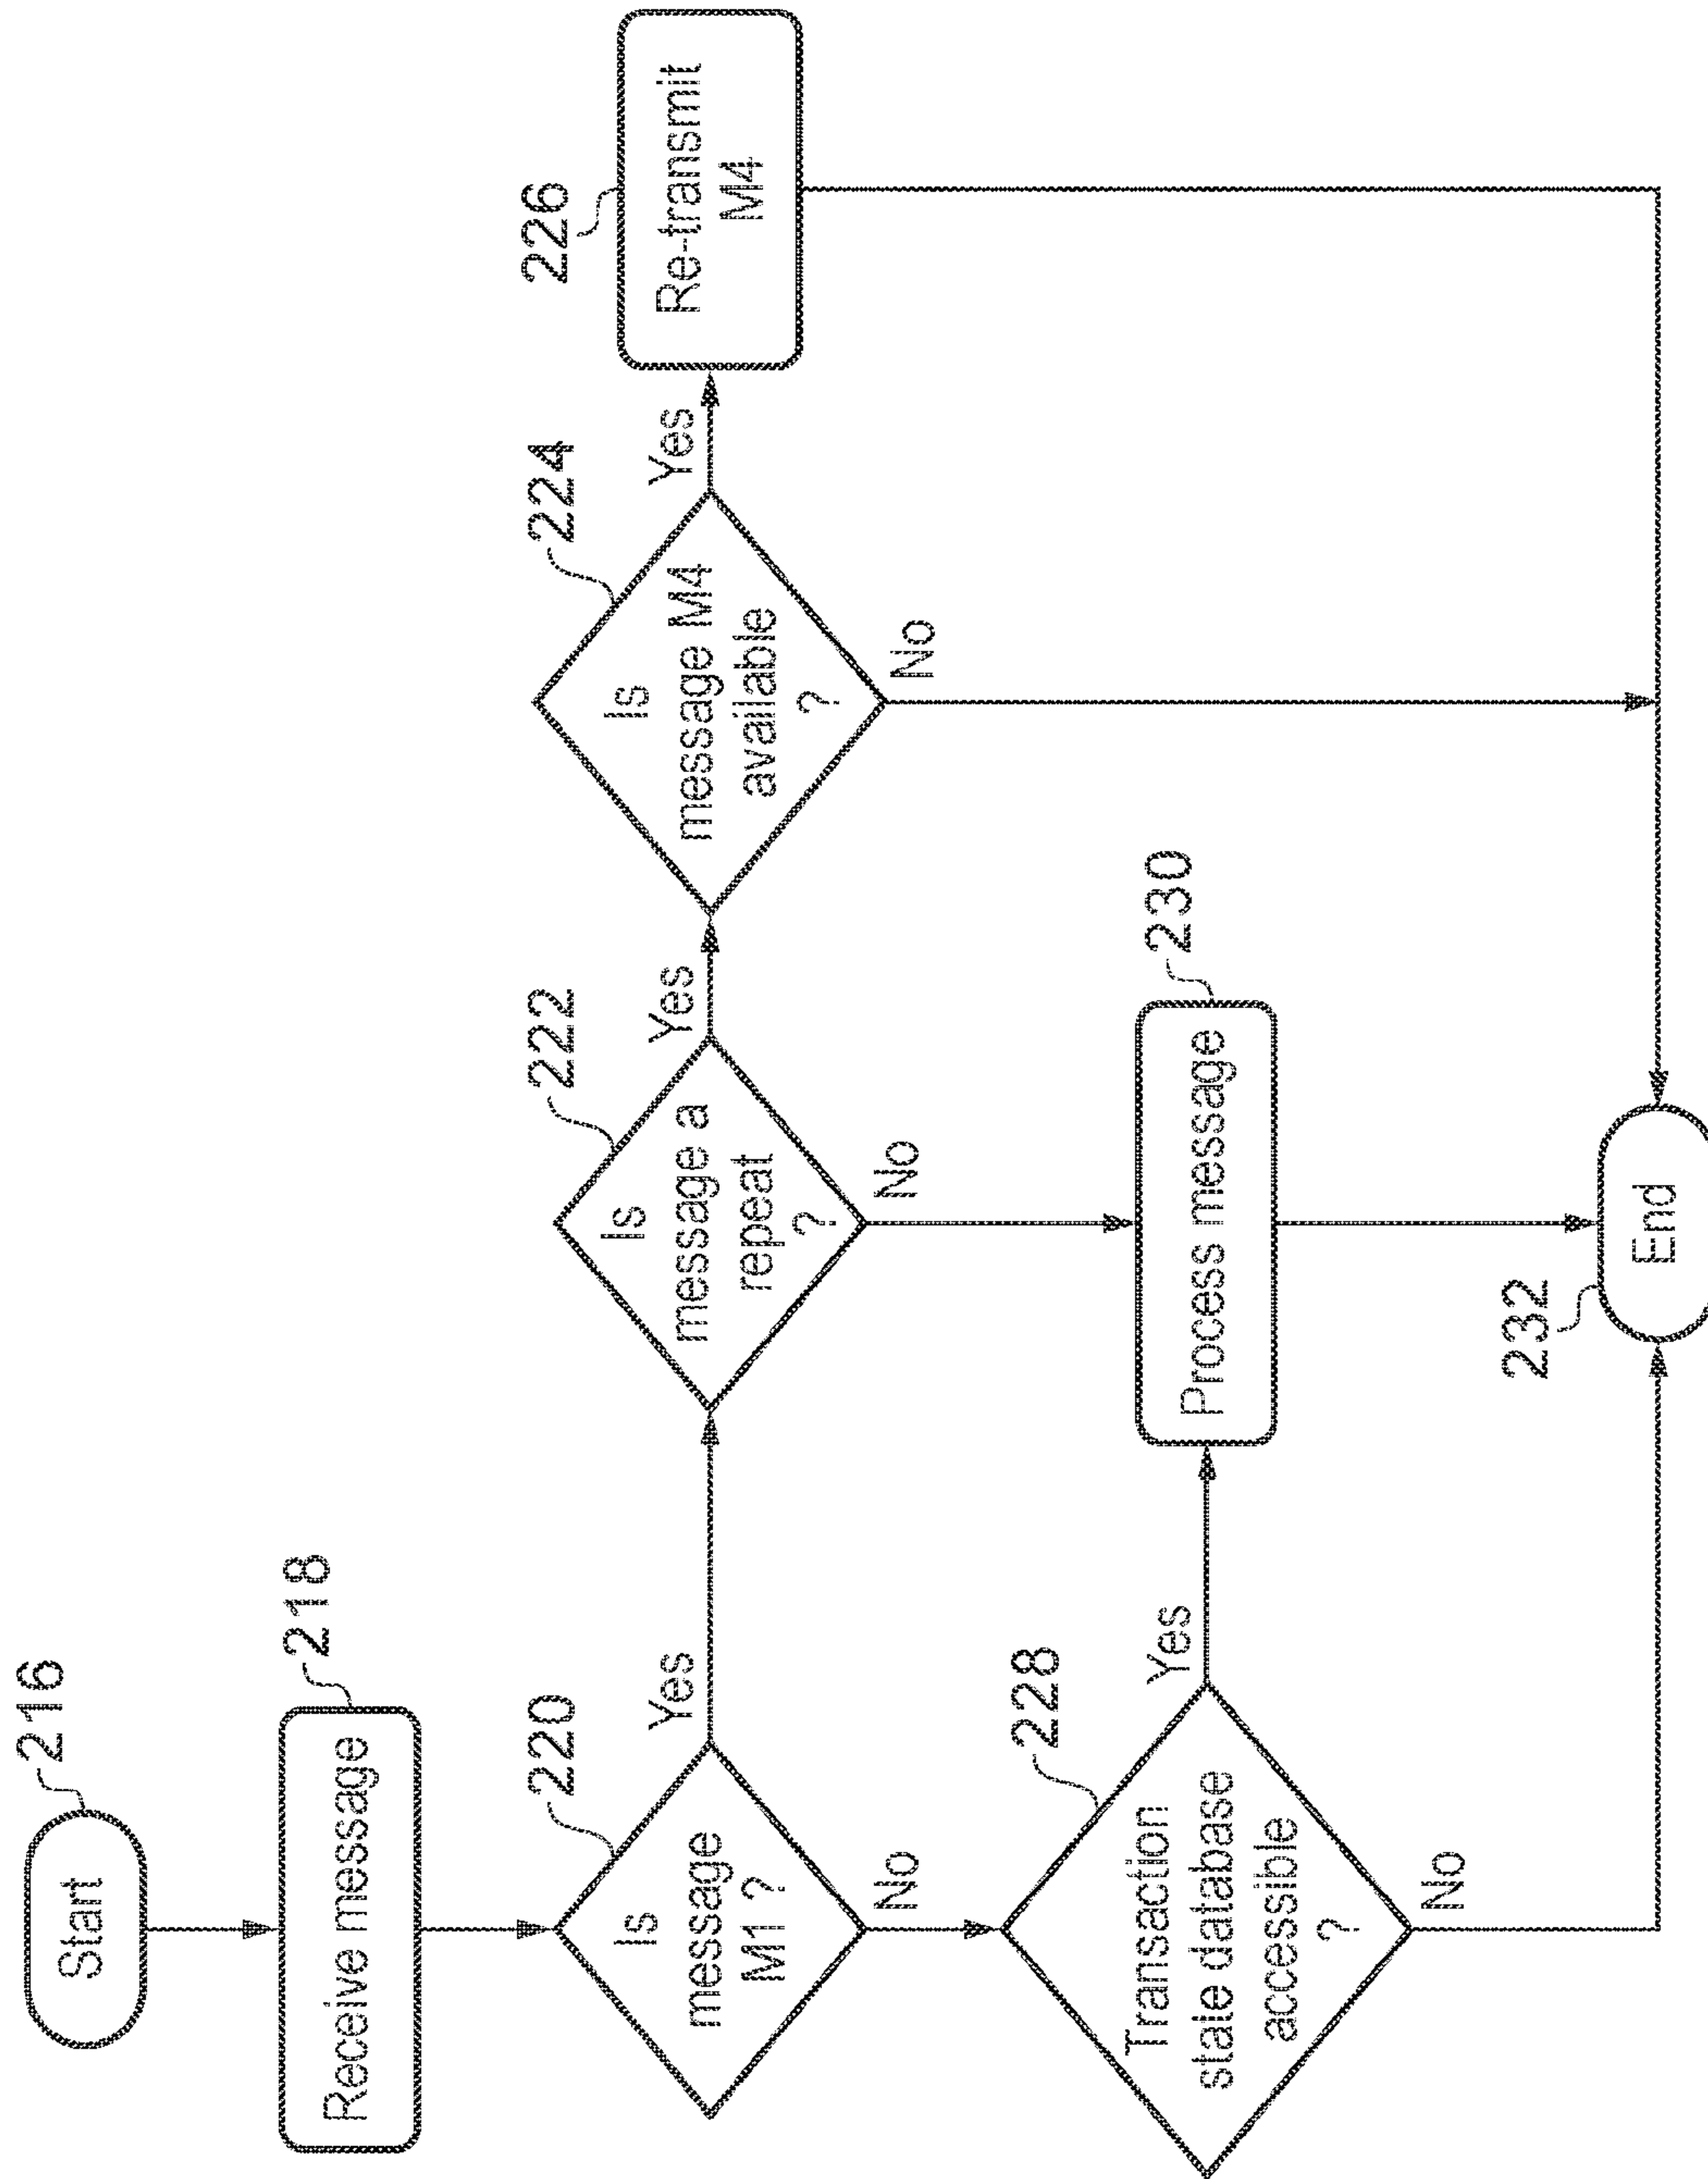 216
Start
218
Receive message
220
Is
message
M1 ?
Yes
No
222
Is
message a
repeat
?
Yes
No
224
Is
message M4
available
?
Yes
No
226
Re-transmit
M4
228
Transaction
state database
accessible
?
Yes
No
230
Process message
232
End